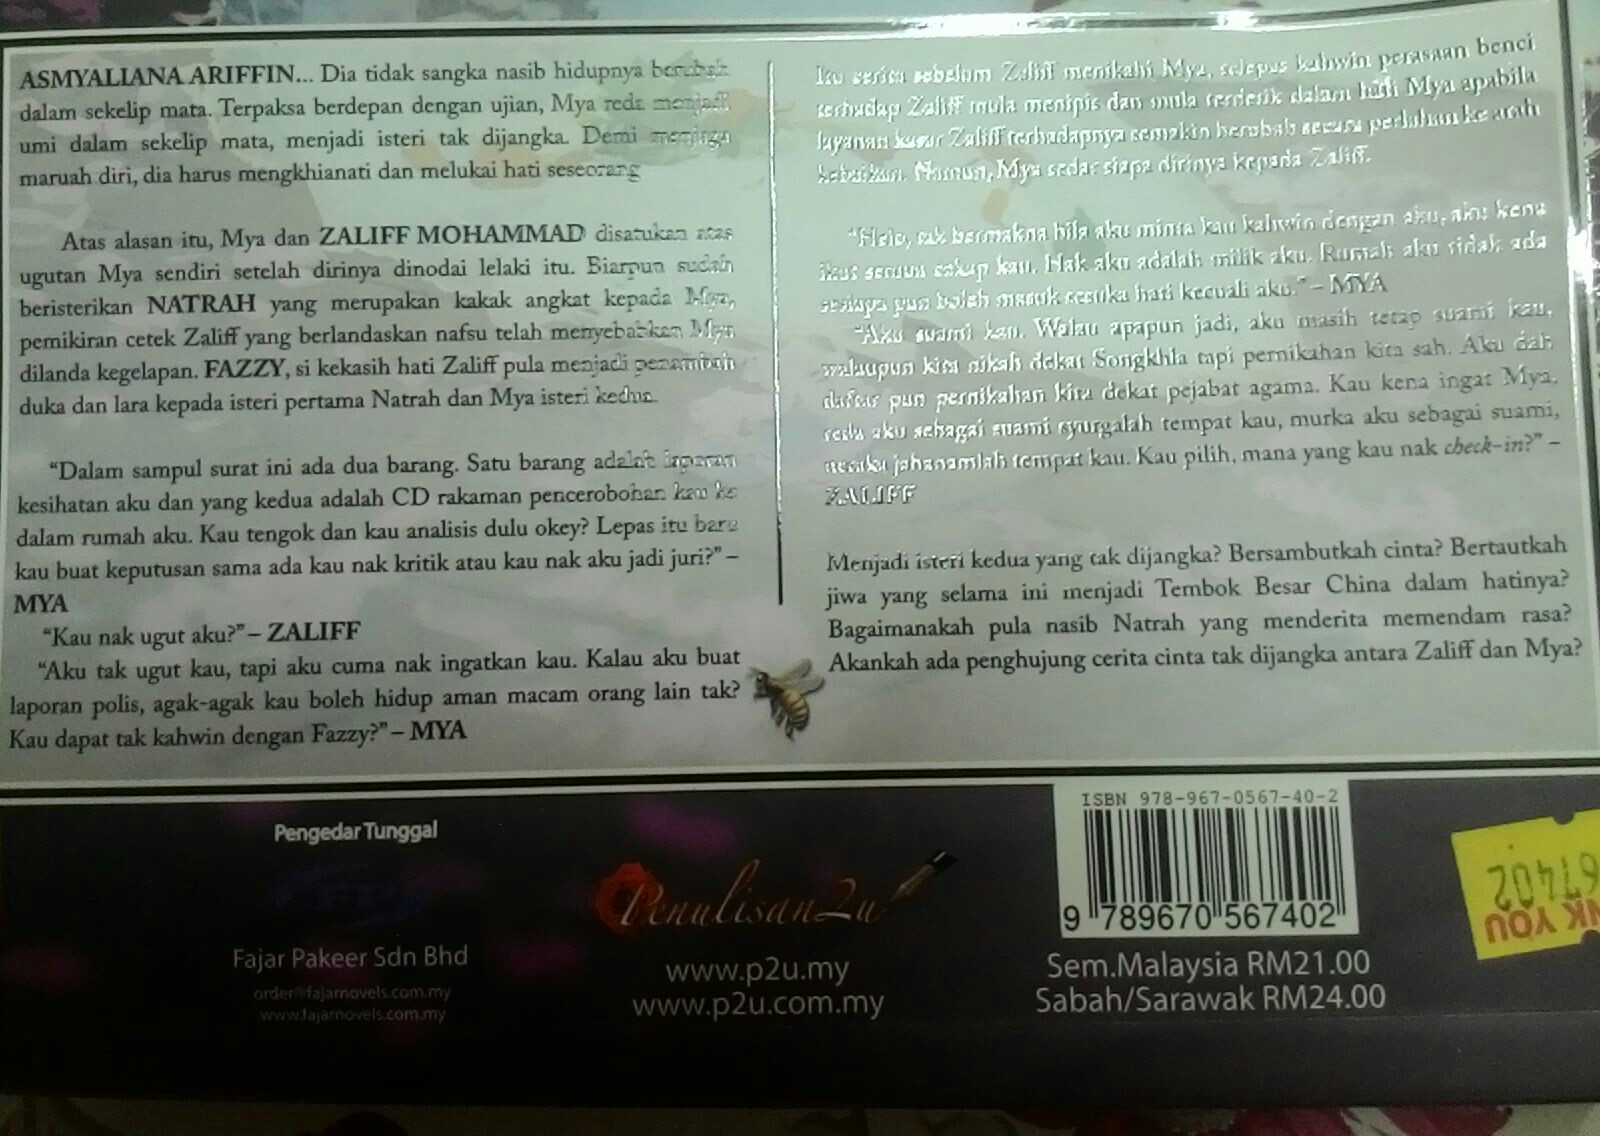 ASMYALIANA ARIFFIN... Dia tidak sangka nasib hidupnya berubah
dalam sekelip mata. Terpaksa berdepan dengan ujian, Mya reda menjadi
umi dalam sekelip mata, menjadi isteri tak dijangka. Demi menjaga
maruah diri, dia harus mengkhianati dan melukai hati seseorang
Atas alasan itu, Mya dan ZALIFF MOHAMMAD disatukan atas
ugutan Mya sendiri setelah dirinya dinodai lelaki itu. Biarpun sudah
beristerikan NATRAH yang merupakan kakak angkat kepada Mya,
pemikiran cetek Zaliff yang berlandaskan nafsu telah menyebabkan Mya
dilanda kegelapan. FAZZY, si kekasih hati Zaliff pula menjadi penambah
duka dan lara kepada isteri pertama Natrah dan Mya isteri kedua.
“Dalam sampul surat ini ada dua barang. Satu barang adalah laporan
kesihatan aku dan yang kedua adalah CD rakaman pencerobohan kau ke
dalam rumah aku. Kau tengok dan kau analisis dulu okey? Lepas itu baru
kau buat keputusan sama ada kau nak kritik atau kau nak aku jadi juri?” –
MYA
“Kau nak ugut aku?” – ZALIFF
“Aku tak ugut kau, tapi aku cuma nak ingatkan kau. Kalau aku buat
laporan polis, agak-agak kau boleh hidup aman macam orang lain tak?
Kau dapat tak kahwin dengan Fazzy?” – MYA
Itu cerita sebelum Zaliff menikahi Mya, selepas kahwin perasaan benci
terhadap Zaliff mula menipis dan mula terdetik dalam hati Mya apabila
layanan kasar Zaliff terhadapnya semakin berubah secara perlahan ke arah
kebaikan. Namun, Mya sedar siapa dirinya kepada Zaliff.
“Helo, tak bermakna bila aku minta kau kahwin dengan aku, aku kena
ikut semua cakap kau. Hak aku adalah milik aku. Rumah aku tidak ada
sesiapa pun boleh masuk sesuka hati kecuali aku.” – MYA
“Aku suami kau. Walau apapun jadi, aku masih tetap suami kau,
walaupun kita nikah dekat Songkhla tapi pernikahan kita sah. Aku dah
daftar pun pernikahan kita dekat pejabat agama. Kau kena ingat Mya,
reda aku sebagai suami syurgalah tempat kau, murka aku sebagai suami,
neraka jahanamlah tempat kau. Kau pilih, mana yang kau nak check-in?” –
ZALIFF
Menjadi isteri kedua yang tak dijangka? Bersambutkah cinta? Bertautkah
jiwa yang selama ini menjadi Tembok Besar China dalam hatinya?
Bagaimanakah pula nasib Natrah yang menderita memendam rasa?
Akankah ada penghujung cerita cinta tak dijangka antara Zaliff dan Mya?
Pengedar Tunggal
Fajar Pakeer Sdn Bhd
order@fajarnovels.com.my
www.fajarnovels.com.my
Penulisan2u
www.p2u.my
www.p2u.com.my
ISBN 978-967-0567-40-2
9 789670 567402
Sem.Malaysia RM21.00
Sabah/Sarawak RM24.00
67402
NK YOU